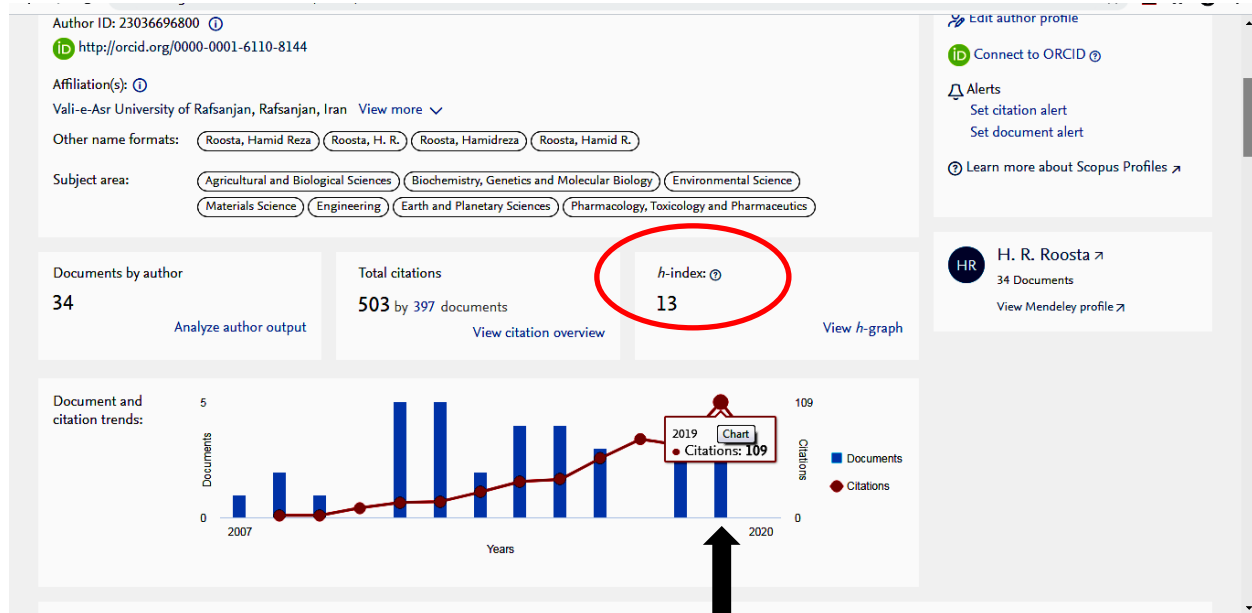 Author ID: 23036696800
iD http://orcid.org/0000-0001-6110-8144
Affiliation(s):
Vali-e-Asr University of Rafsanjan, Rafsanjan, Iran View more
Other name formats: Roosta, Hamid Reza Roosta, H. R. Roosta, Hamidreza Roosta, Hamid R.
Subject area: Agricultural and Biological Sciences Biochemistry, Genetics and Molecular Biology Environmental Science
Materials Science Engineering Earth and Planetary Sciences Pharmacology, Toxicology and Pharmaceutics
Edit author profile
iD Connect to ORCID
Alerts
Set citation alert
Set document alert
Learn more about Scopus Profiles
Documents by author
34
Analyze author output
Total citations
503 by 397 documents
View citation overview
h-index:
13
View h-graph
HR
H. R. Roosta
34 Documents
View Mendeley profile
Document and
citation trends:
5
Documents
0
2007
2020
Years
109
Citations
0
2019 Chart
Citations: 109
Documents
Citations